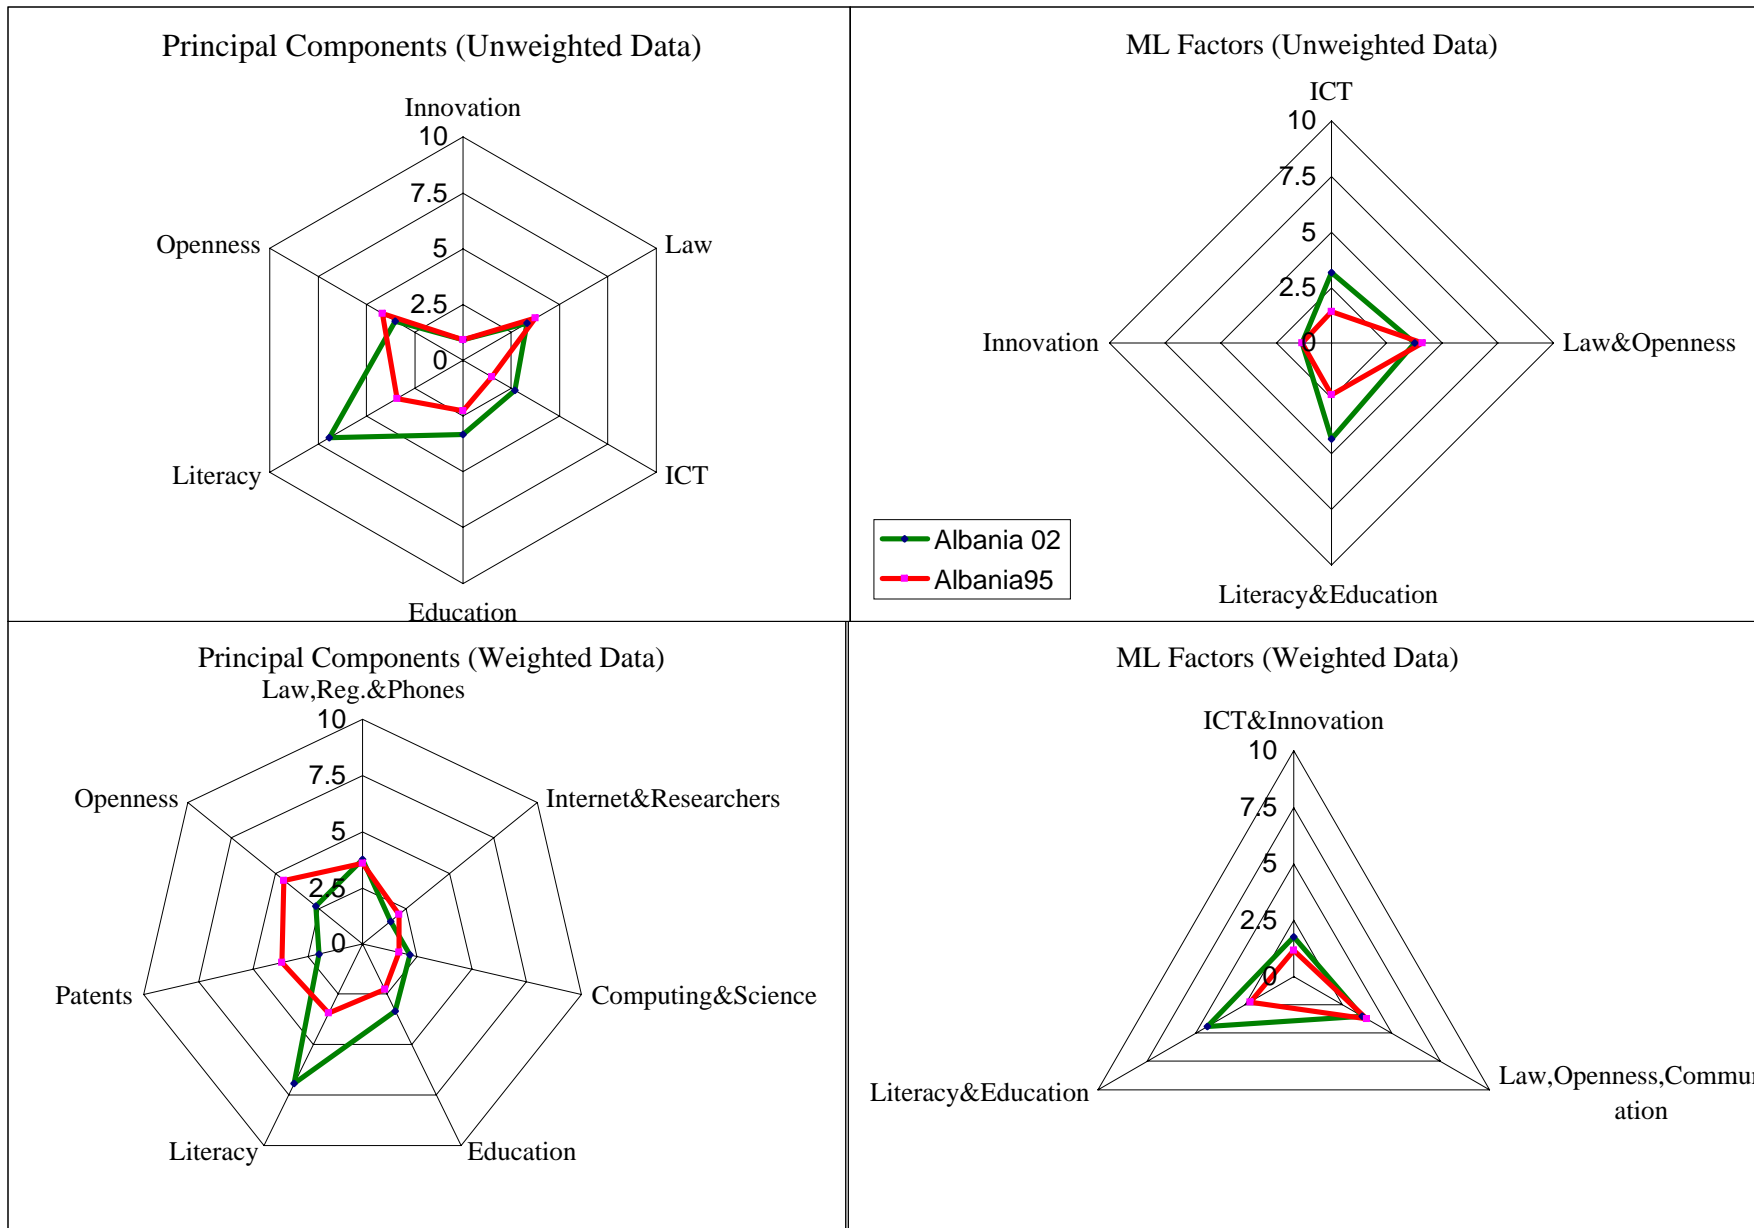 Principal Components (Unweighted Data)
Innovation
10
7.5
5
2.5
0
Openness
Law
Literacy
ICT
Education
ML Factors (Unweighted Data)
ICT
10
7.5
5
2.5
0
Innovation
Law&Openness
Literacy&Education
Albania 02
Albania95
Principal Components (Weighted Data)
Law,Reg.&Phones
10
7.5
5
2.5
0
Openness
Internet&Researchers
Patents
Computing&Science
Literacy
Education
ML Factors (Weighted Data)
ICT&Innovation
10
7.5
5
2.5
0
Literacy&Education
Law,Openness,Commun
ation